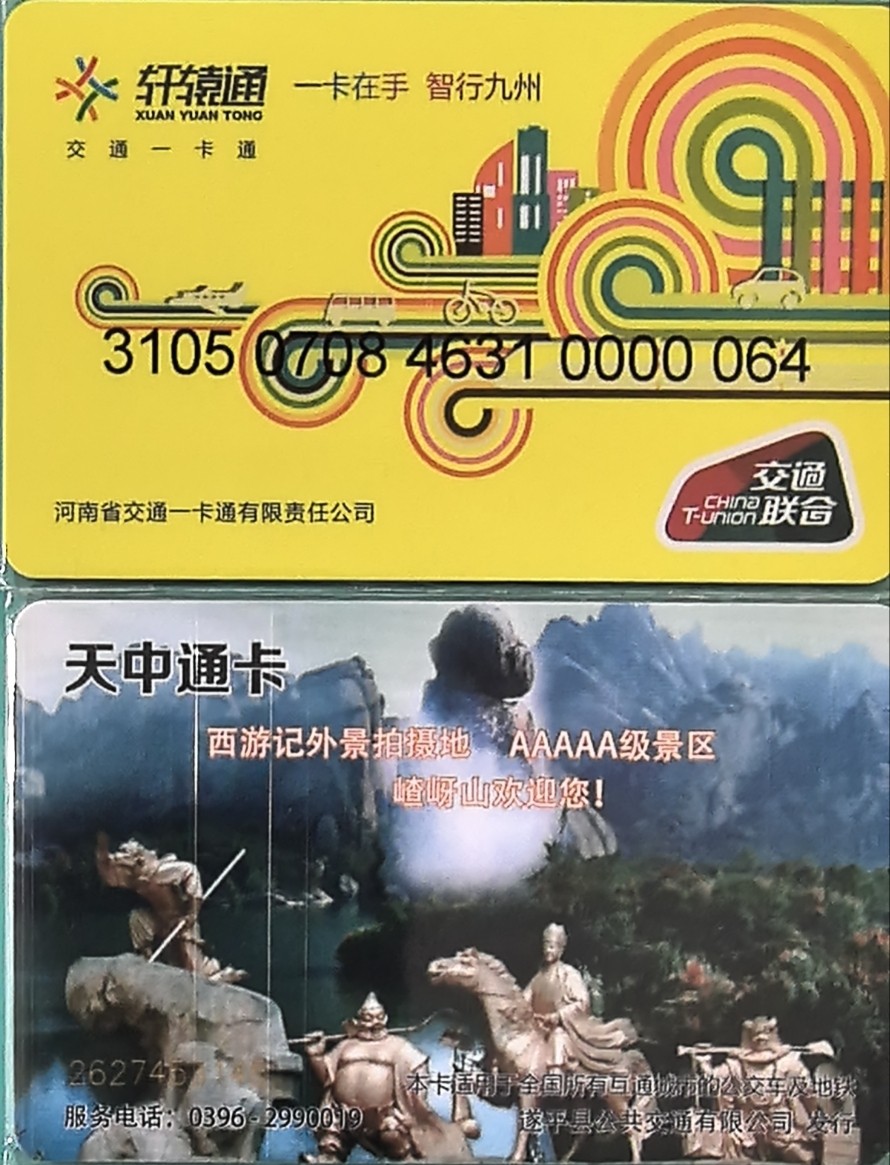 轩辕通 一卡在手 智行九州
XUAN YUAN TONG
交通一卡通
3105 0708 4631 0000 064
河南省交通一卡通有限责任公司
交通
CHINA
T-UNION 联合
天中通卡
西游记外景拍摄地 AAAAA级景区
嵖岈山欢迎您!
本卡适用于全国所有互通城市的公交车及地铁
服务电话：0396-2990019
遂平县公共交通有限公司 发行